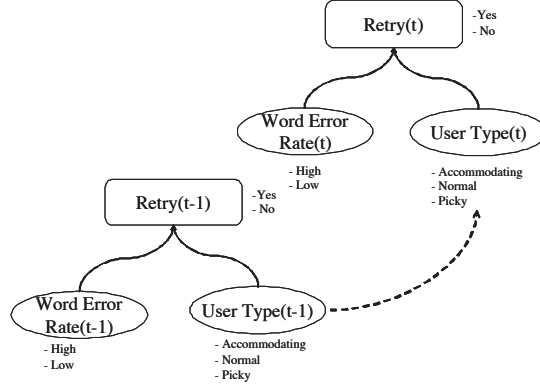 Retry(t)
-Yes
- No
Word Error
Rate(t)
- High
- Low
User Type(t)
- Accommodating
- Normal
- Picky
Retry(t-1)
-Yes
- No
Word Error
Rate(t-1)
- High
- Low
User Type(t-1)
- Accommodating
- Normal
- Picky